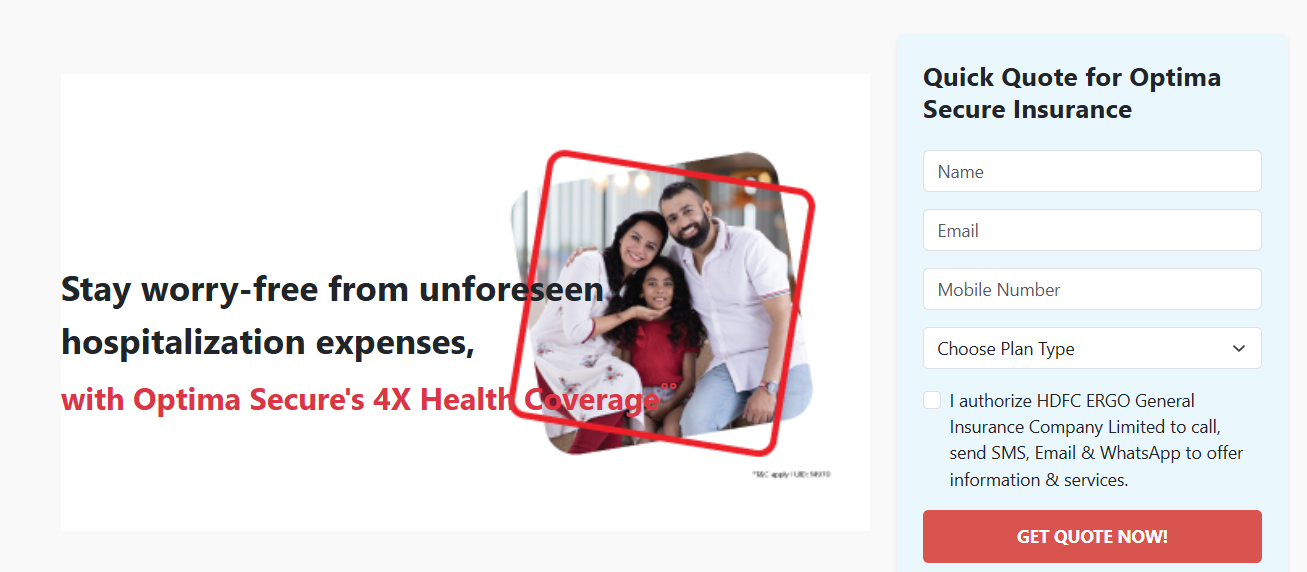 Stay worry-free from unforeseen
hospitalization expenses,
with Optima Secure's 4X Health Coverage°°
*T&C apply | UID:
Quick Quote for Optima
Secure Insurance
Name
Email
Mobile Number
Choose Plan Type
I authorize HDFC ERGO General
Insurance Company Limited to call,
send SMS, Email & WhatsApp to offer
information & services.
GET QUOTE NOW!